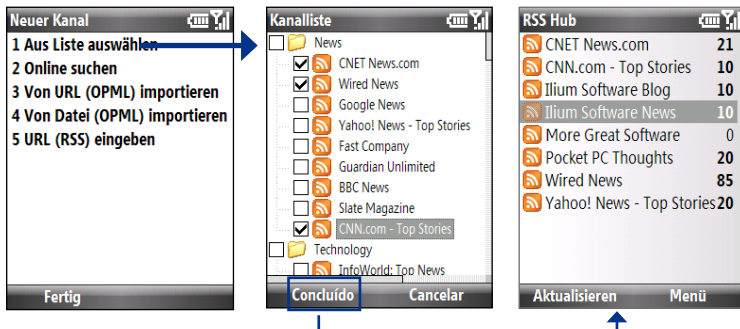 Neuer Kanal
1 Aus Liste auswählen
2 Online suchen
3 Von URL (OPML) importieren
4 Von Datei (OPML) importieren
5 URL (RSS) eingeben
Fertig
Kanalliste
News
CNET News.com
Wired News
Google News
Yahoo! News - Top Stories
Fast Company
Guardian Unlimited
BBC News
Slate Magazine
CNN.com - Top Stories
Technology
InfoWorld: Top News
Concluído Cancelar
RSS Hub
CNET News.com 21
CNN.com - Top Stories 10
Ilium Software Blog 10
Ilium Software News 10
More Great Software 0
Pocket PC Thoughts 20
Wired News 85
Yahoo! News - Top Stories 20
Aktualisieren Menü